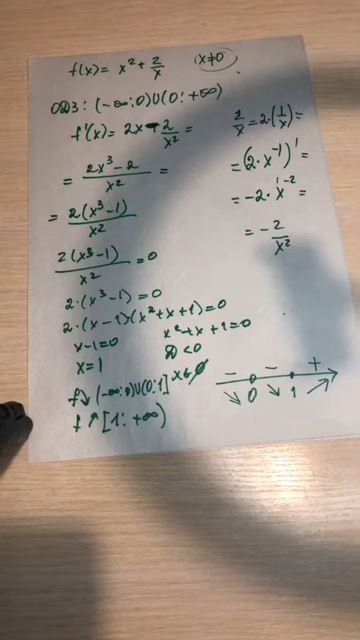 f(x) = x² + 2/x (x≠0)
ОДЗ: (-∞; 0)∪(0; +∞)
f'(x) = 2x - 2/x² =
= (2x³ - 2)/x² =
= 2(x³ - 1)/x²
2(x³ - 1)/x² = 0
2·(x³ - 1) = 0
2·(x - 1)·(x² + x + 1) = 0
x - 1 = 0 x² + x + 1 = 0
x = 1 D < 0
x ∈ ∅
f↓ (-∞; 0)∪(0; 1]
f↗ [1; +∞)
2/x = 2·(1/x) =
= (2·x⁻¹)' =
= -2·x⁻² =
= -2/x²
- - +
↘ 0 ↘ 1 ↗